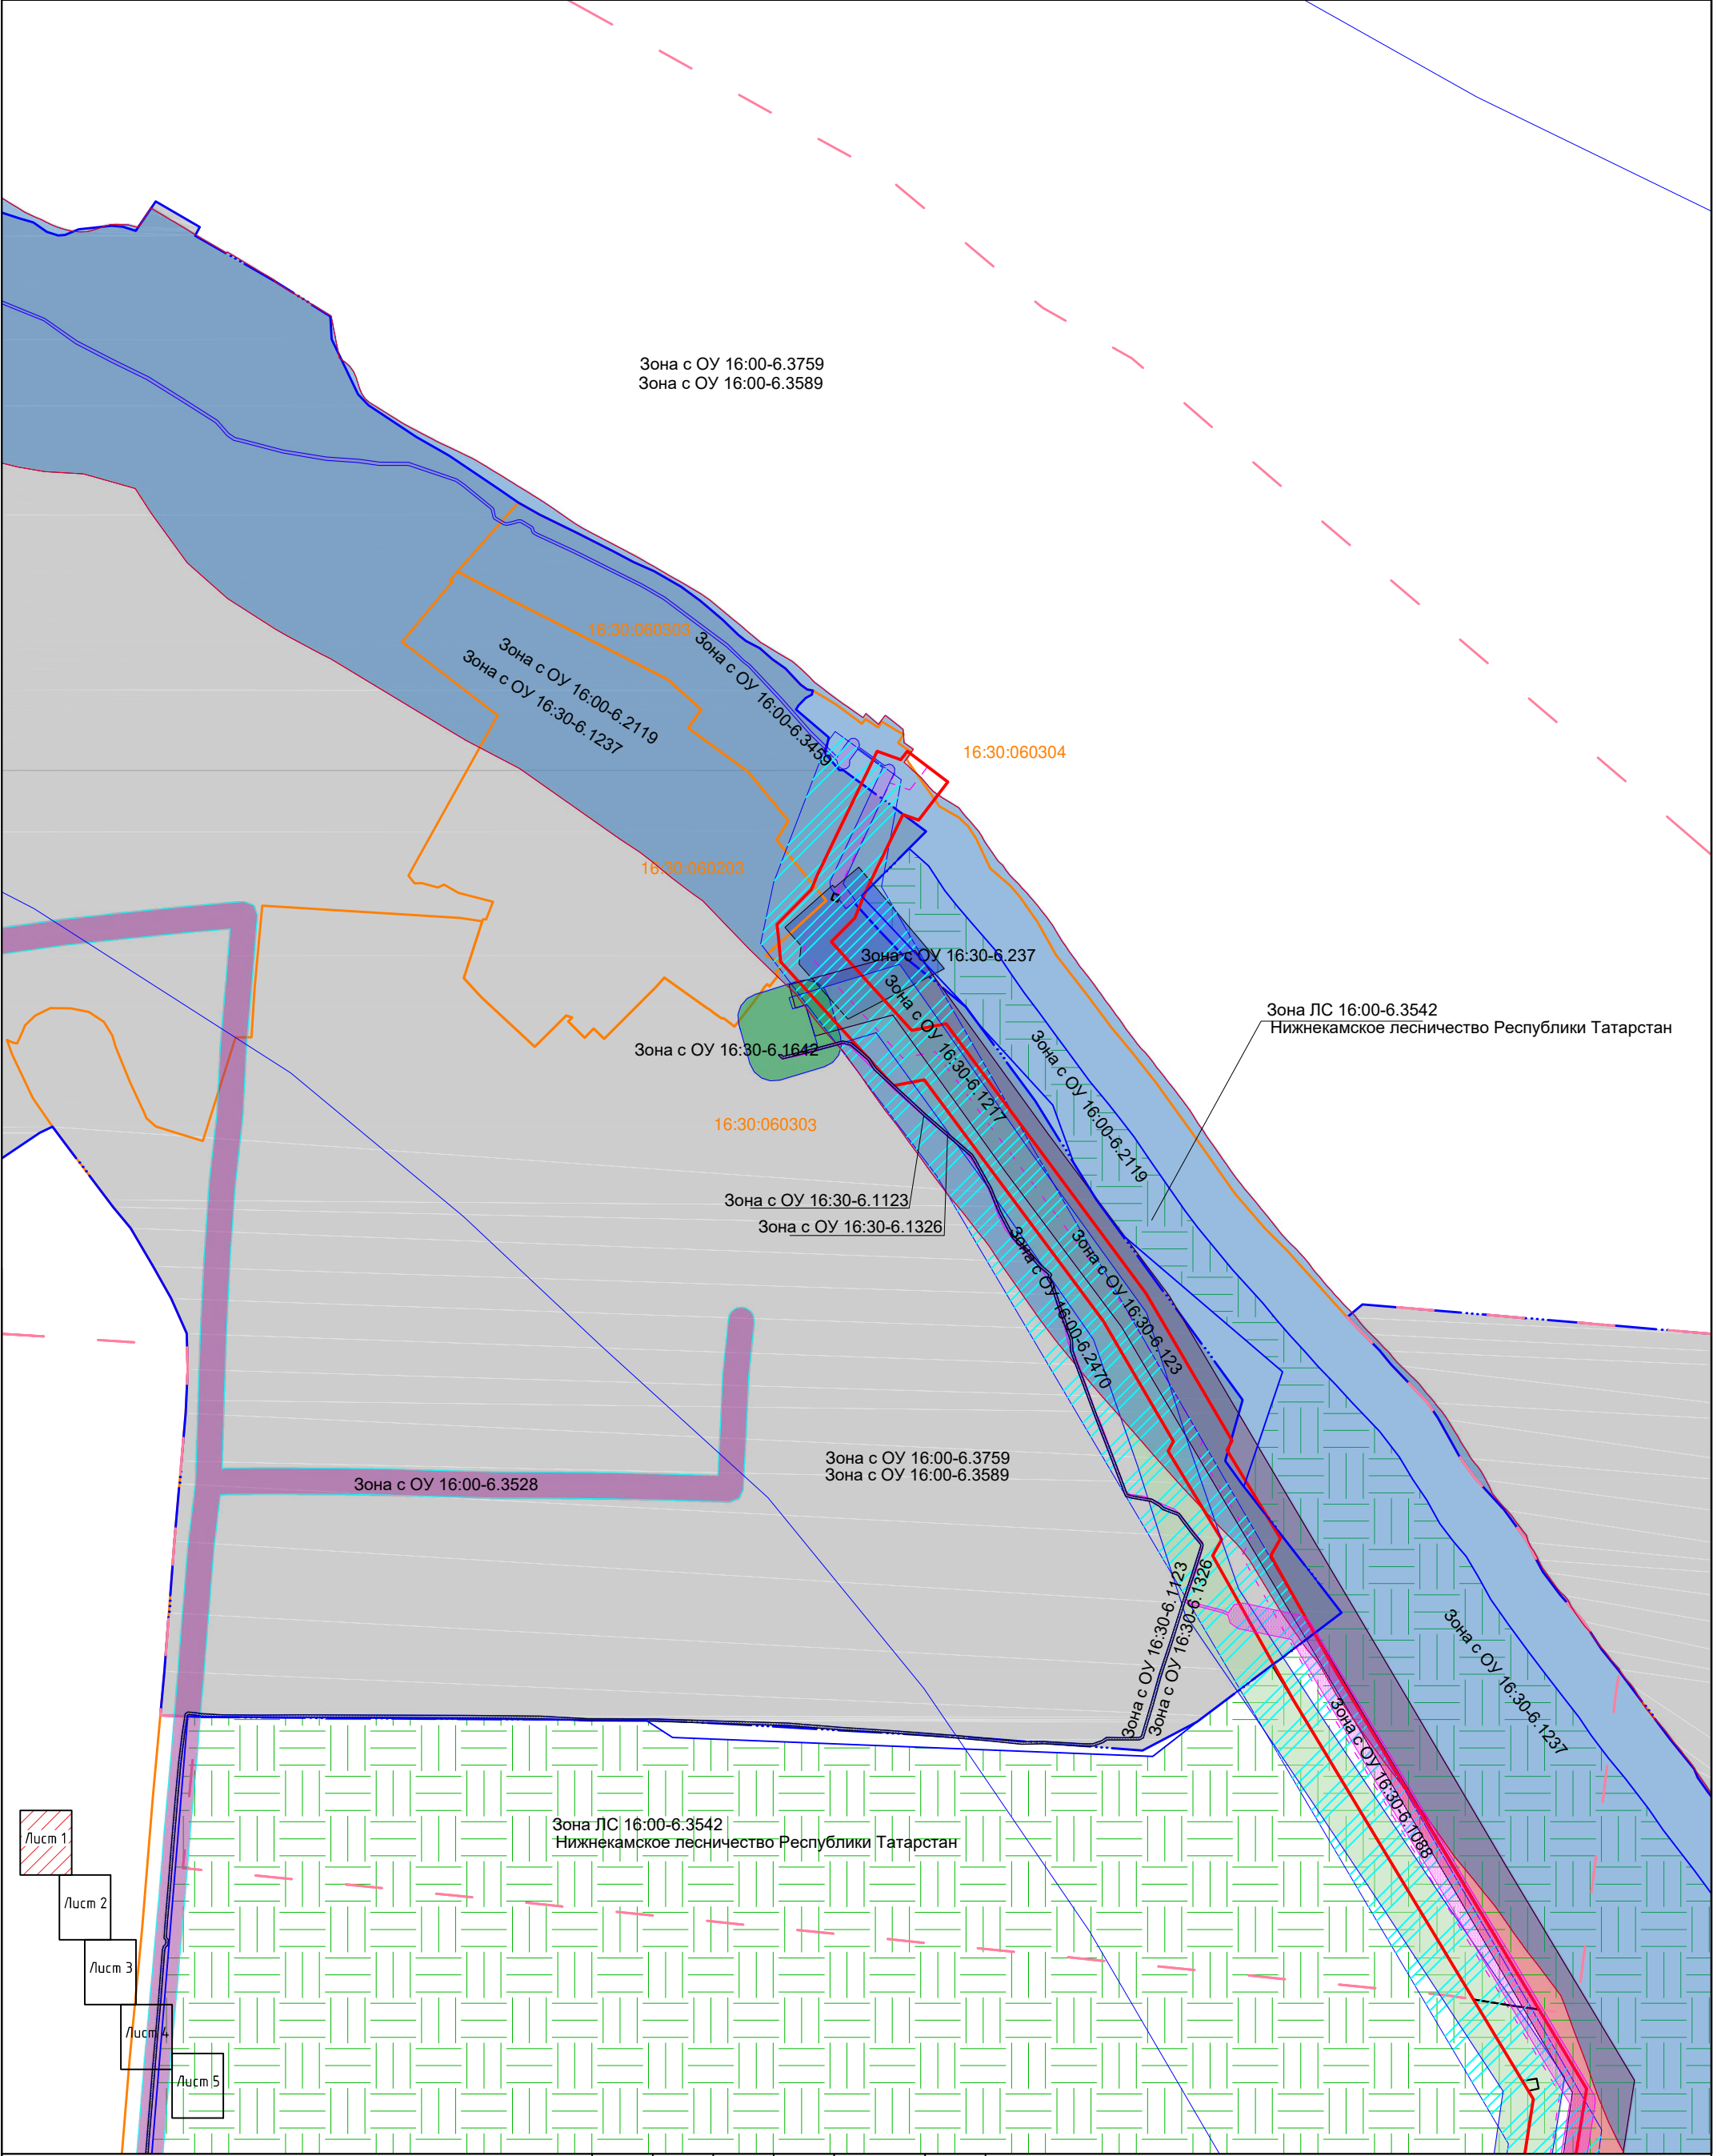 Зона с ОУ 16:00-6.3759
Зона с ОУ 16:00-6.3589
16:30:060303
Зона с ОУ 16:00-6.2119
Зона с ОУ 16:30-6.1237
Зона с ОУ 16:00-6.3459
16:30:060304
16:30:060203
Зона с ОУ 16:30-6.237
Зона с ОУ 16:30-6.1217
Зона ЛС 16:00-6.3542
Нижнекамское лесничество Республики Татарстан
Зона с ОУ 16:30-6.1642
Зона с ОУ 16:00-6.2119
16:30:060303
Зона с ОУ 16:30-6.1123
Зона с ОУ 16:30-6.1326
Зона с ОУ 16:00-6.2470
Зона с ОУ 16:30-6.123
Зона с ОУ 16:00-6.3759
Зона с ОУ 16:00-6.3589
Зона с ОУ 16:00-6.3528
Зона с ОУ 16:30-6.1123
Зона с ОУ 16:30-6.1326
Зона с ОУ 16:30-6.1237
Зона с ОУ 16:30-6.1088
Зона ЛС 16:00-6.3542
Нижнекамское лесничество Республики Татарстан
Лист 1
Лист 2
Лист 3
Лист 4
Лист 5